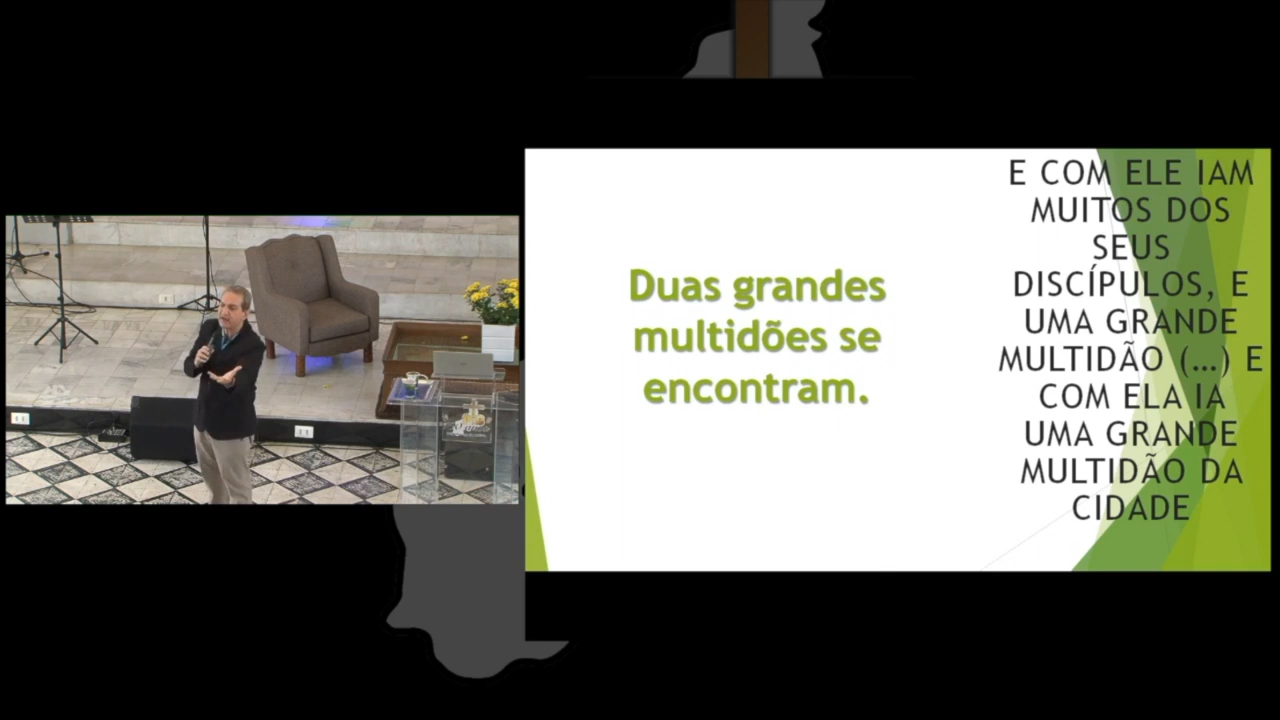 Duas grandes
multidões se
encontram.
E COM ELE IAM
MUITOS DOS
SEUS
DISCÍPULOS, E
UMA GRANDE
MULTIDÃO (...) E
COM ELA IA
UMA GRANDE
MULTIDÃO DA
CIDADE